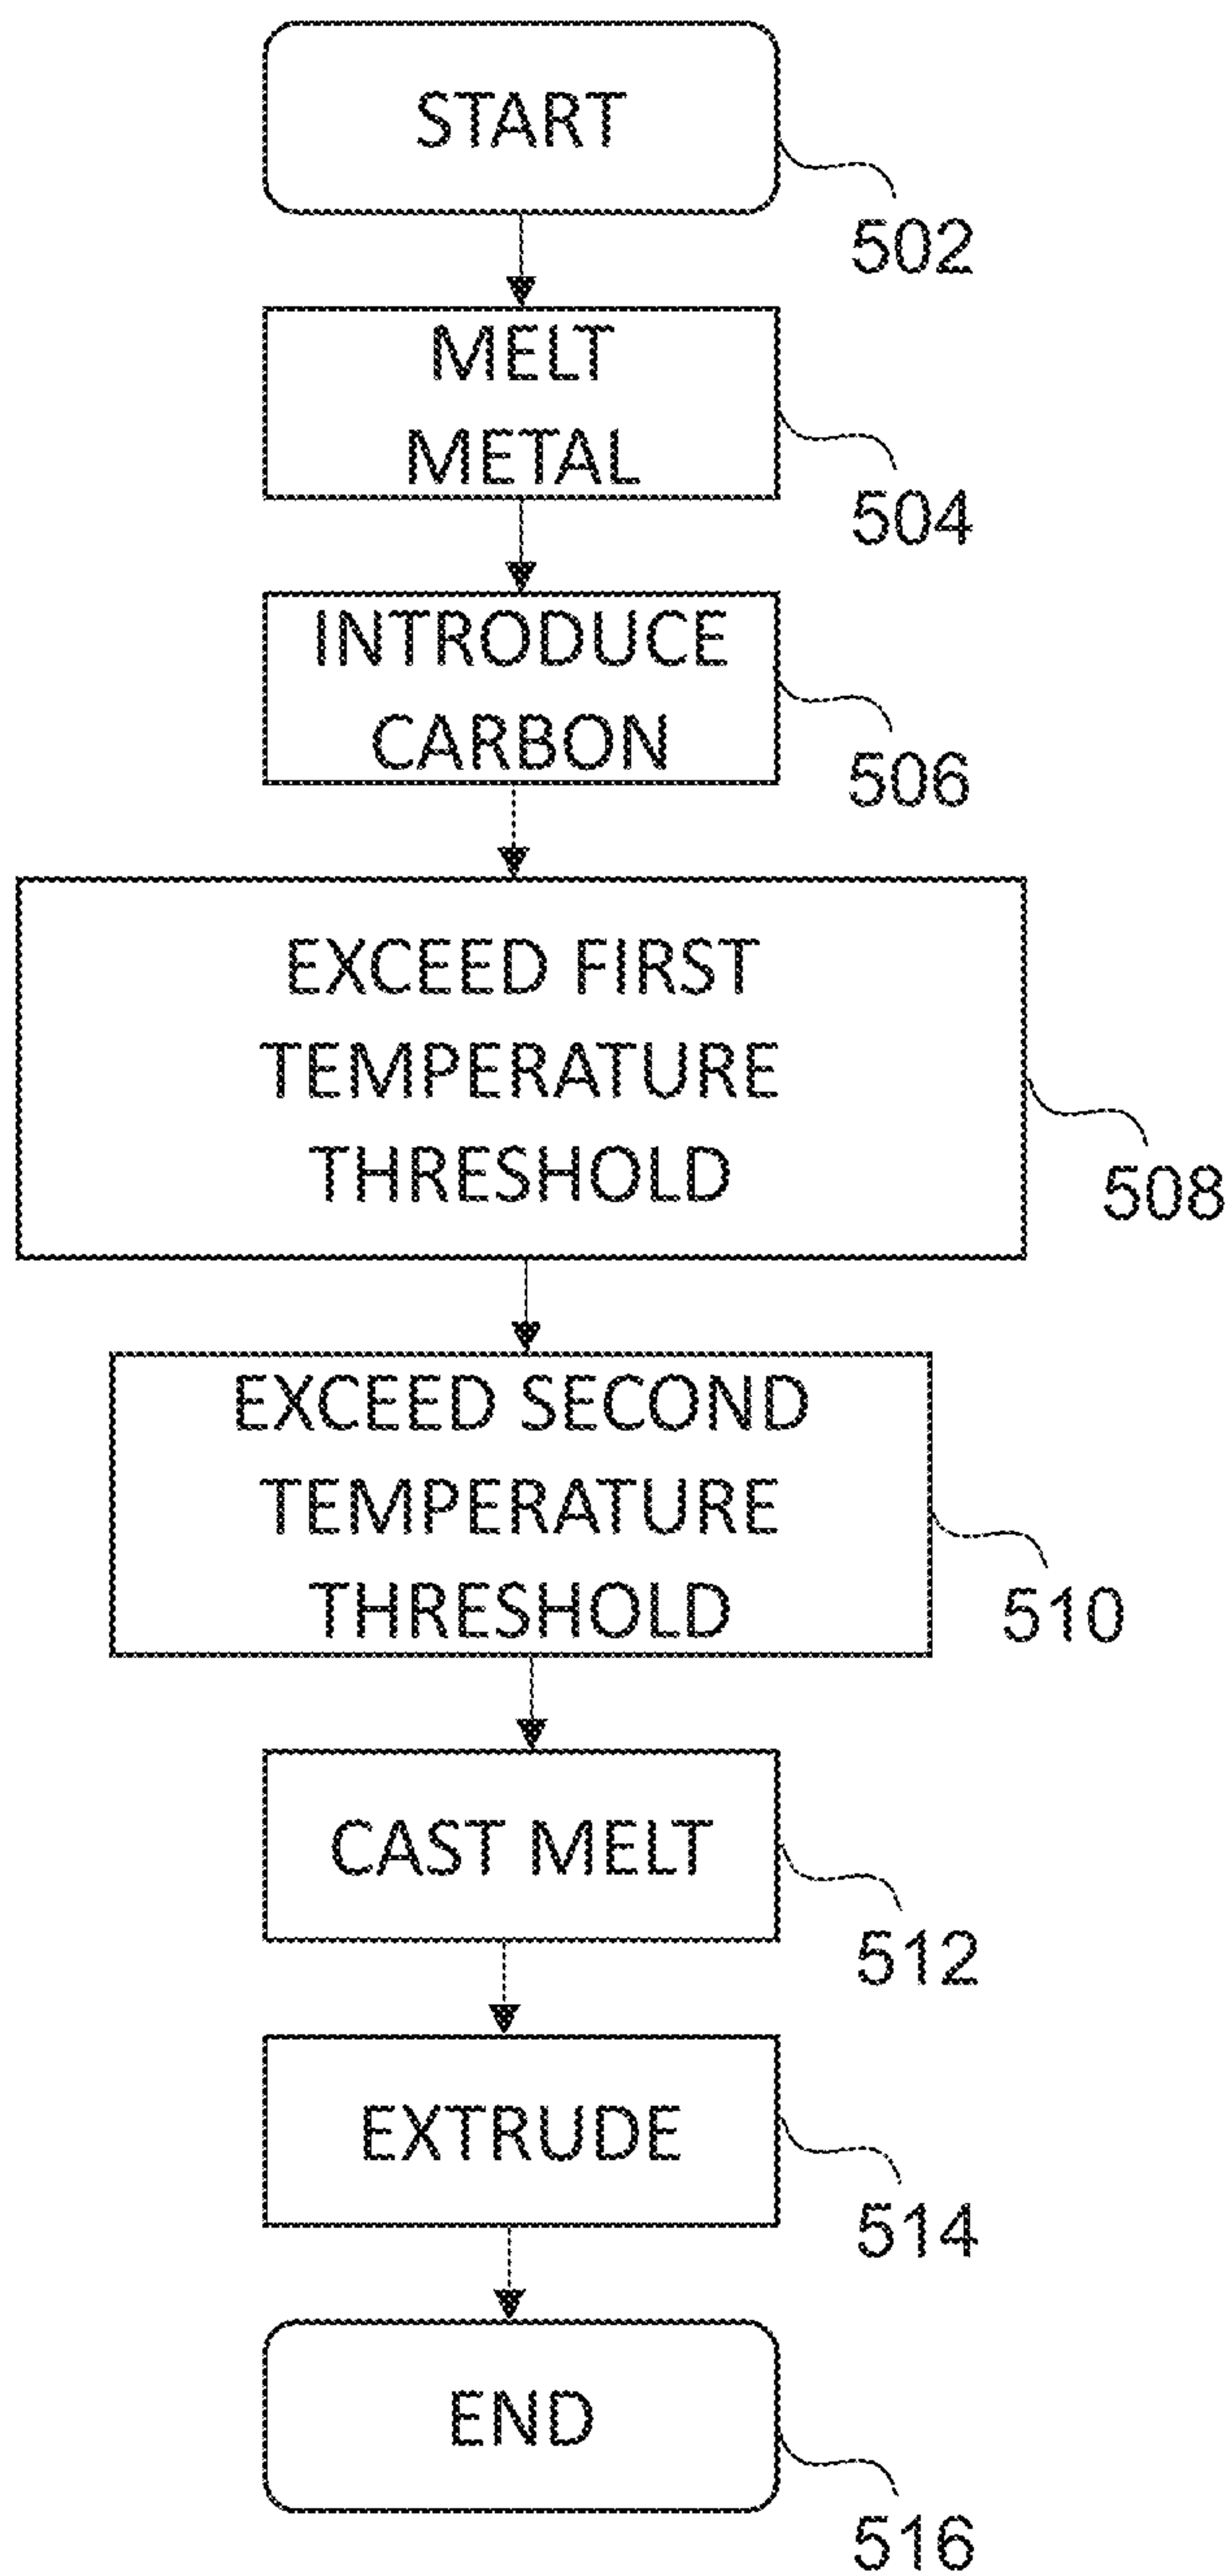 START
502
MELT
METAL
504
INTRODUCE
CARBON
506
EXCEED FIRST
TEMPERATURE
THRESHOLD
508
EXCEED SECOND
TEMPERATURE
THRESHOLD
510
CAST MELT
512
EXTRUDE
514
END
516